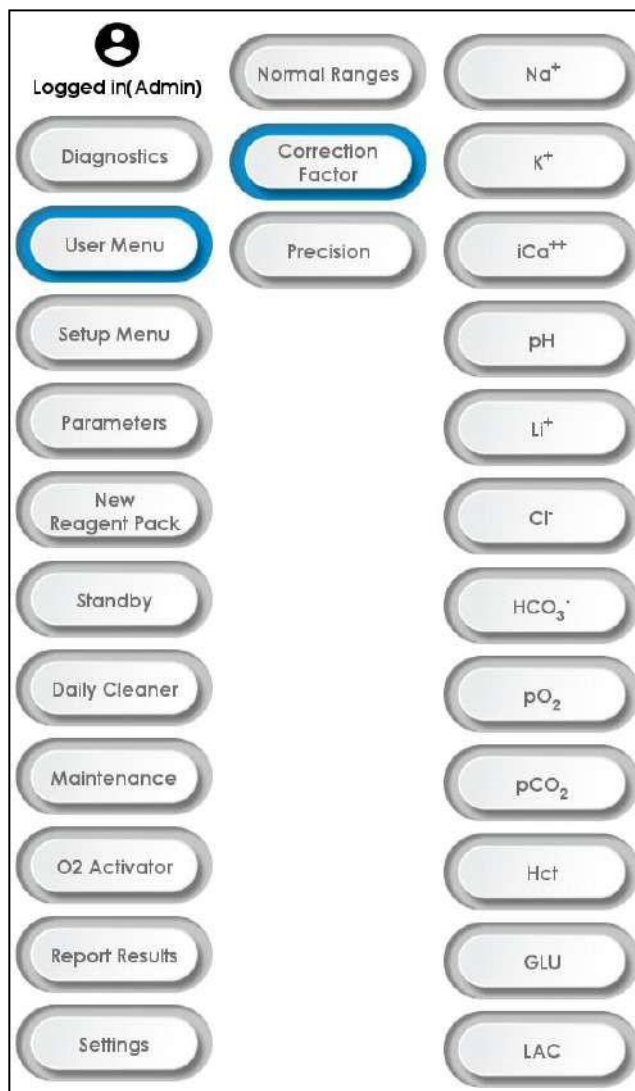 Logged in(Admin)
Diagnostics
User Menu
Setup Menu
Parameters
New
Reagent Pack
Standby
Daily Cleaner
Maintenance
O2 Activator
Report Results
Settings
Normal Ranges
Correction
Factor
Precision
Na⁺
K⁺
iCa⁺⁺
pH
Li⁺
Cl⁻
HCO₃⁻
pO₂
pCO₂
Hct
GLU
LAC